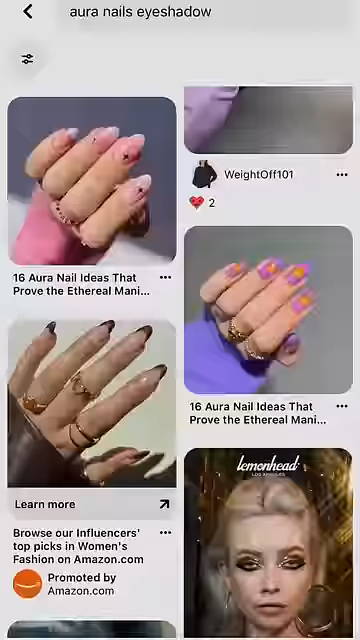 aura nails eyeshadow
16 Aura Nail Ideas That
Prove the Ethereal Mani...
Learn more
Browse our Influencers'
top picks in Women's
Fashion on Amazon.com
Promoted by
Amazon.com
WeightOff101
2
16 Aura Nail Ideas That
Prove the Ethereal Mani...
lemonhead
LOS ANGELES